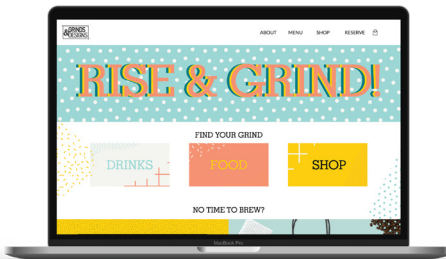 GRINDS
& DESIGNS
ABOUT MENU SHOP RESERVE
RISE & GRIND!
FIND YOUR GRIND
DRINKS FOOD SHOP
NO TIME TO BREW?
MacBook Pro